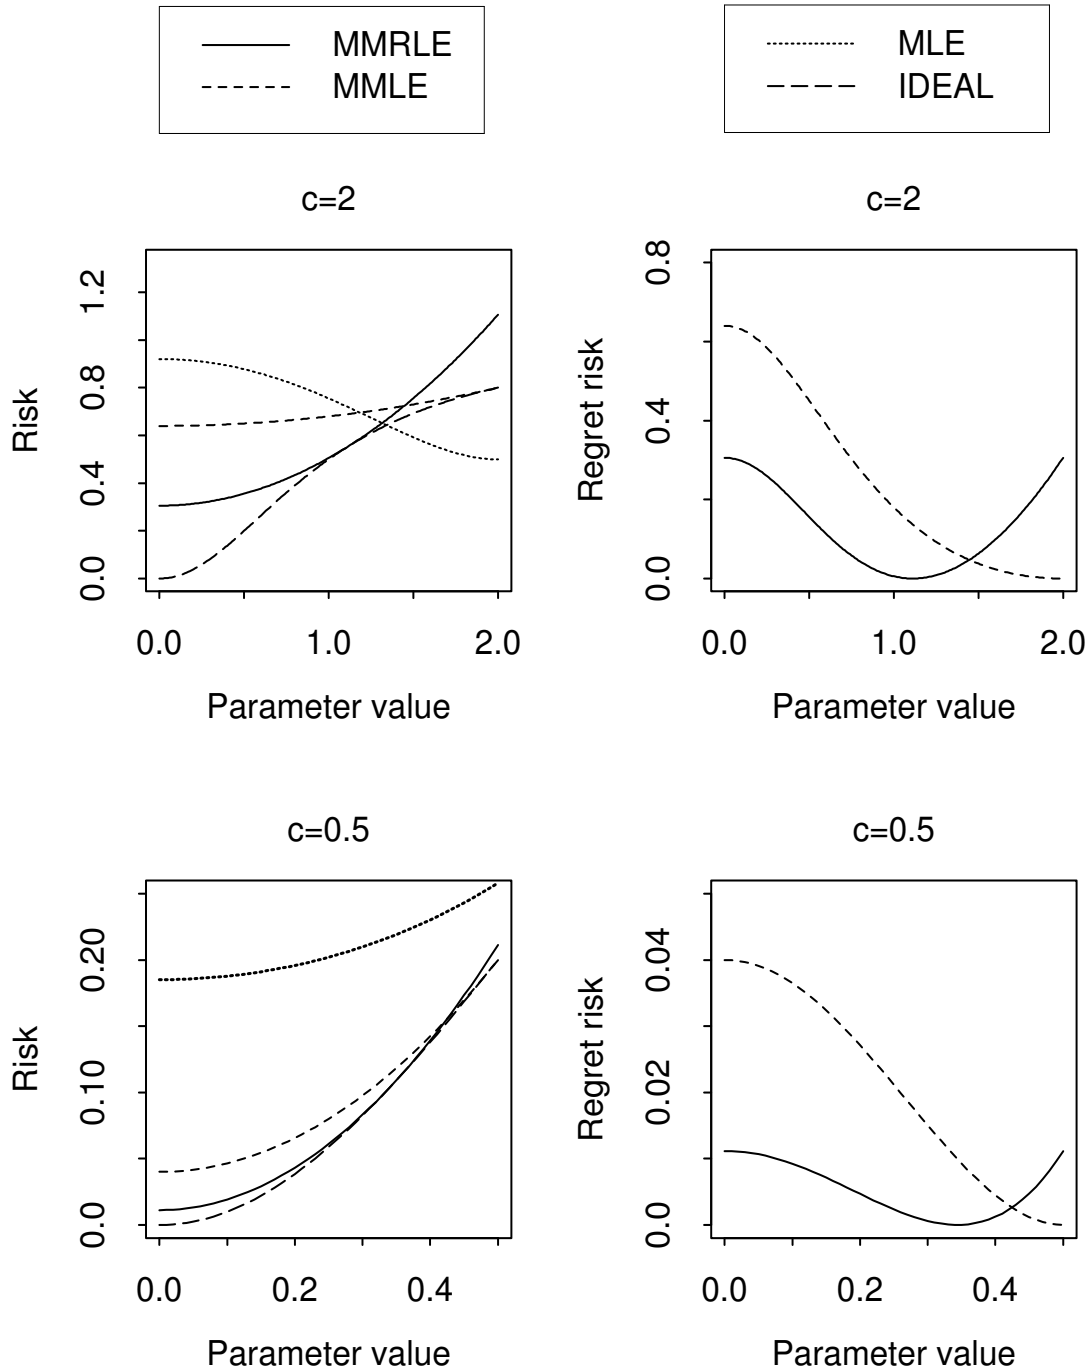 MMRLE
MMLE
MLE
IDEAL
c=2
Risk
0.0 0.4 0.8 1.2
0.0 1.0 2.0
Parameter value
c=2
Regret risk
0.0 0.4 0.8
0.0 1.0 2.0
Parameter value
c=0.5
Risk
0.0 0.10 0.20
0.0 0.2 0.4
Parameter value
c=0.5
Regret risk
0.0 0.02 0.04
0.0 0.2 0.4
Parameter value